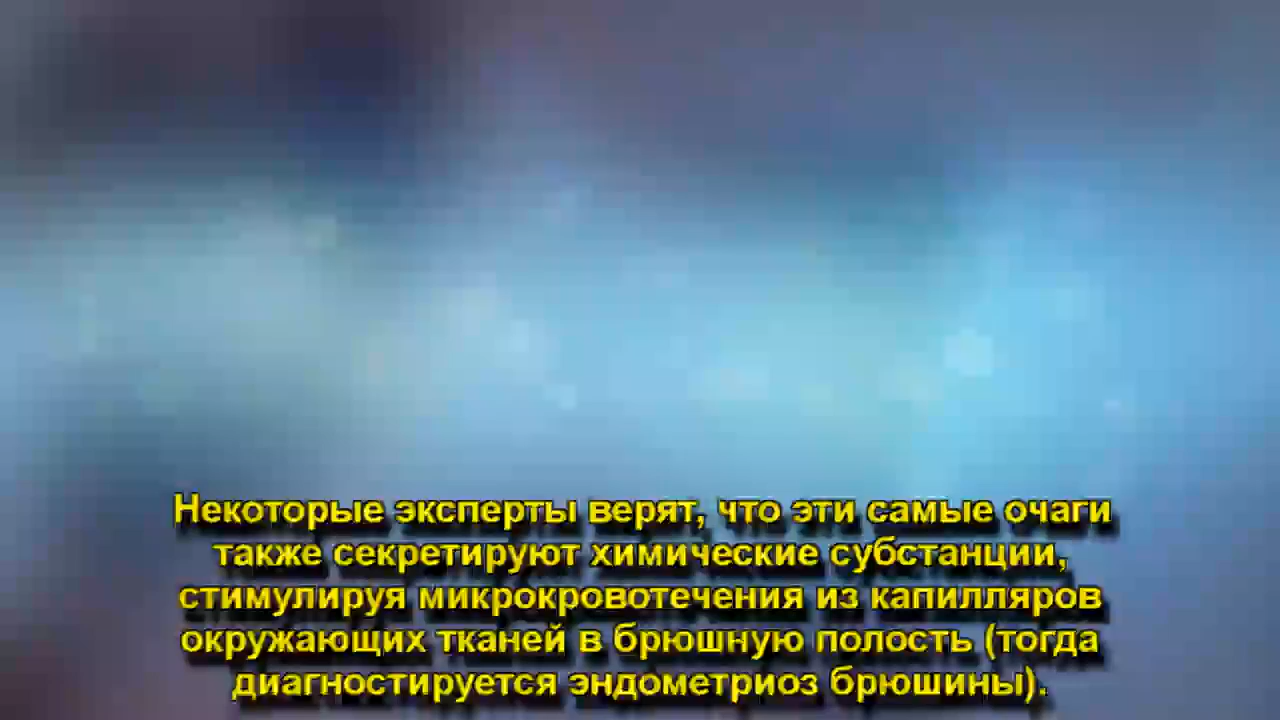 Некоторые эксперты верят, что эти самые очаги
также секретируют химические субстанции,
стимулируя микрокровотечения из капилляров
окружающих тканей в брюшную полость (тогда
диагностируется эндометриоз брюшины).